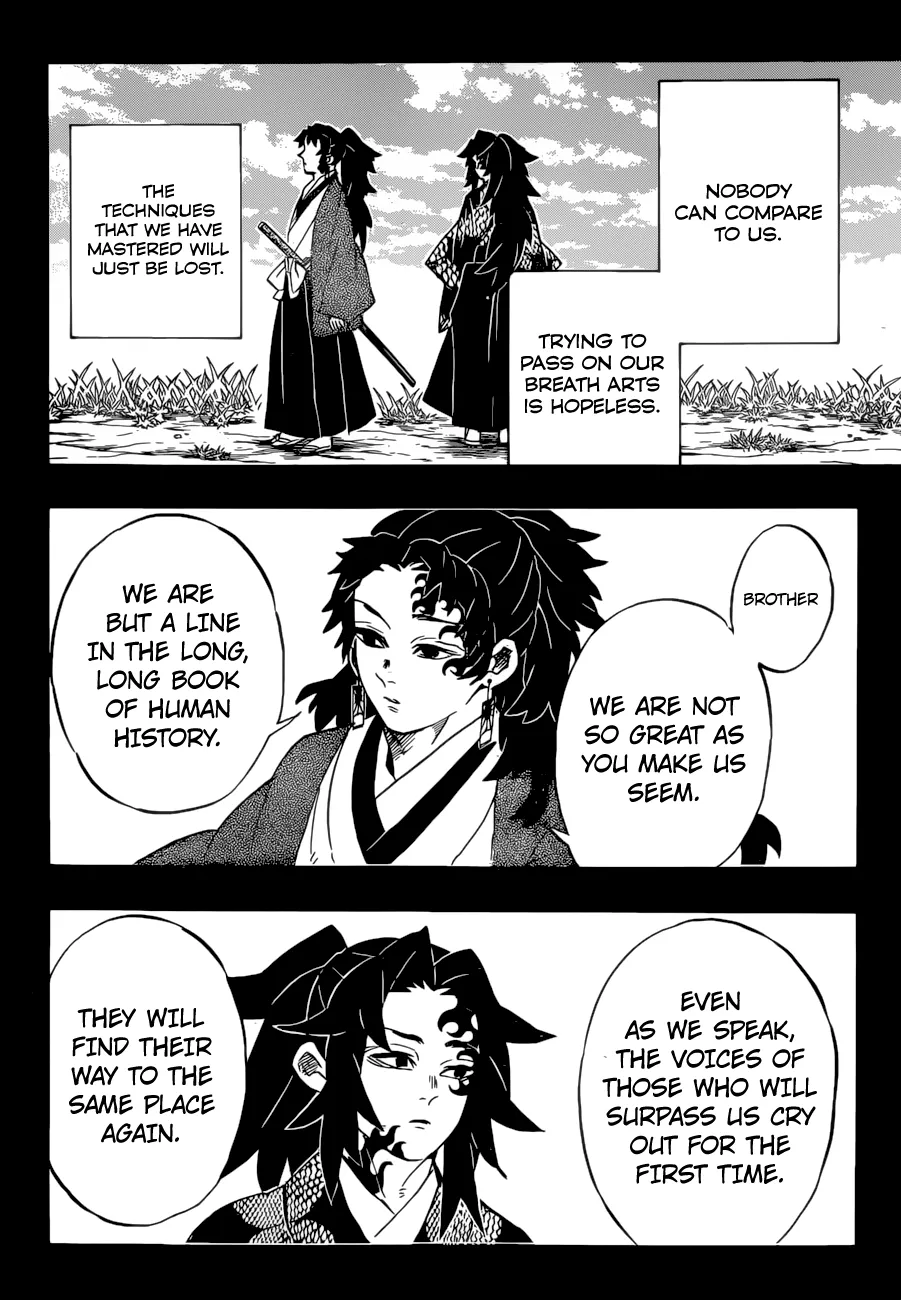 NOBODY
CAN COMPARE
TO US.
TRYING TO
PASS ON OUR
BREATH ARTS
IS HOPELESS.
THE
TECHNIQUES
THAT WE HAVE
MASTERED WILL
JUST BE LOST.
BROTHER
WE ARE NOT
SO GREAT AS
YOU MAKE US
SEEM.
WE ARE
BUT A LINE
IN THE LONG,
LONG BOOK
OF HUMAN
HISTORY.
EVEN
AS WE SPEAK,
THE VOICES OF
THOSE WHO WILL
SURPASS US CRY
OUT FOR THE
FIRST TIME.
THEY WILL
FIND THEIR
WAY TO THE
SAME PLACE
AGAIN.